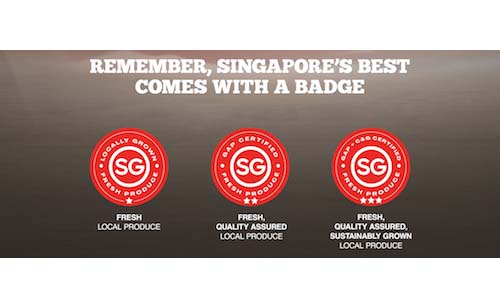 REMEMBER, SINGAPORE'S BEST
COMES WITH A BADGE
LOCALLY GROWN
SG
FRESH PRODUCE
FRESH
LOCAL PRODUCE
GAP CERTIFIED
SG
FRESH PRODUCE
FRESH,
QUALITY ASSURED
LOCAL PRODUCE
GAP + C&G CERTIFIED
SG
FRESH PRODUCE
FRESH,
QUALITY ASSURED,
SUSTAINABLY GROWN
LOCAL PRODUCE